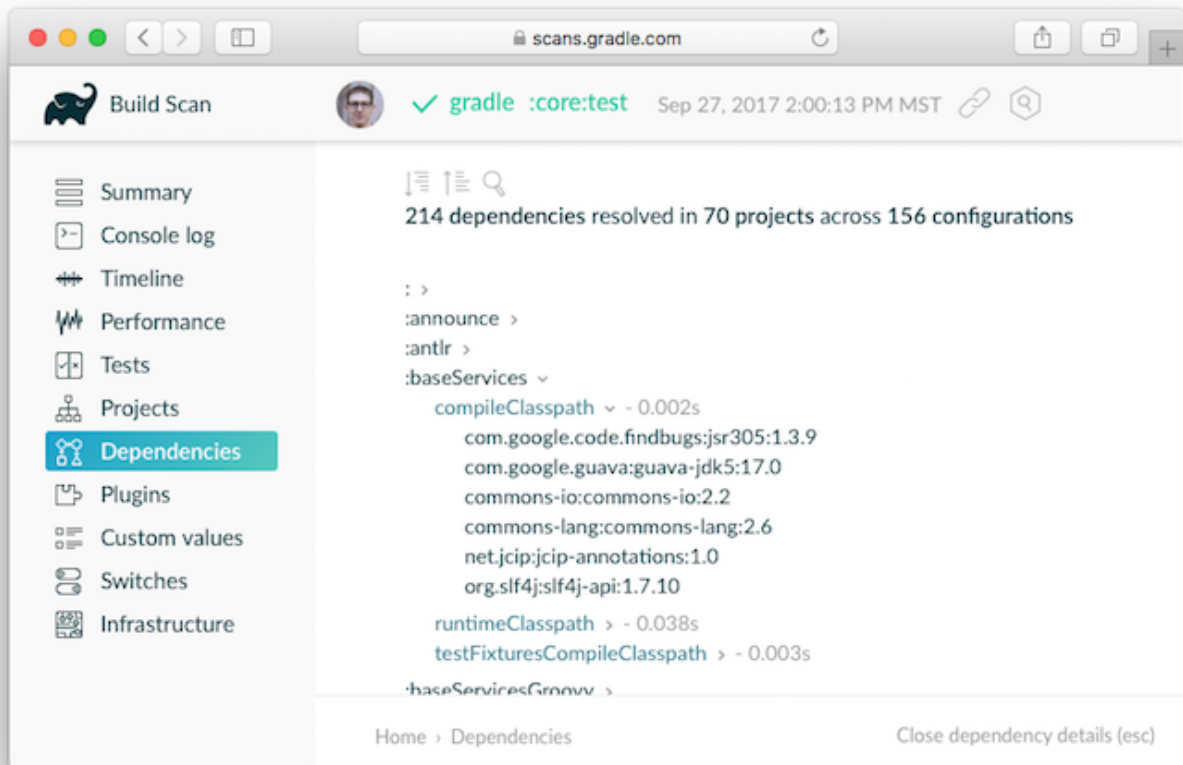 scans.gradle.com
Build Scan
gradle :core:test Sep 27, 2017 2:00:13 PM MST
Summary
Console log
Timeline
Performance
Tests
Projects
Dependencies
Plugins
Custom values
Switches
Infrastructure
214 dependencies resolved in 70 projects across 156 configurations
: >
:announce >
:antlr >
:baseServices
compileClasspath - 0.002s
com.google.code.findbugs:jsr305:1.3.9
com.google.guava:guava-jdk5:17.0
commons-io:commons-io:2.2
commons-lang:commons-lang:2.6
net.jcip:jcip-annotations:1.0
org.slf4j:slf4j-api:1.7.10
runtimeClasspath > - 0.038s
testFixturesCompileClasspath > - 0.003s
:baseServicesGroovy >
Home › Dependencies
Close dependency details (esc)